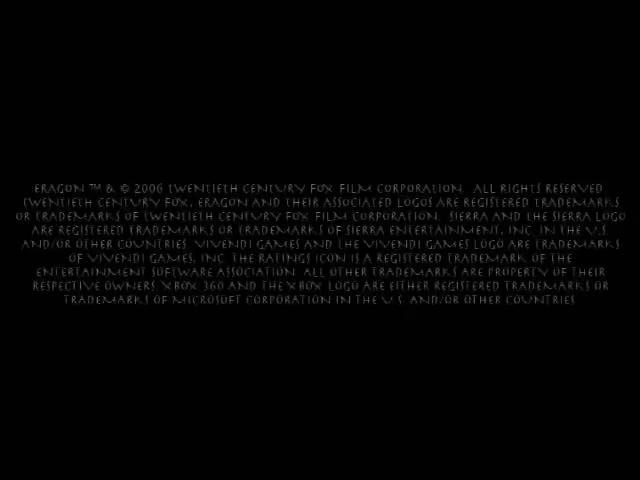 ERAGON ™ & © 2006 TWENTIETH CENTURY FOX FILM CORPORATION. ALL RIGHTS RESERVED.
TWENTIETH CENTURY FOX, ERAGON AND THEIR ASSOCIATED LOGOS ARE REGISTERED TRADEMARKS
OR TRADEMARKS OF TWENTIETH CENTURY FOX FILM CORPORATION. SIERRA AND THE SIERRA LOGO
ARE REGISTERED TRADEMARKS OR TRADEMARKS OF SIERRA ENTERTAINMENT, INC. IN THE U.S.
AND/OR OTHER COUNTRIES. VIVENDI GAMES AND THE VIVENDI GAMES LOGO ARE TRADEMARKS
OF VIVENDI GAMES, INC. THE RATINGS ICON IS A REGISTERED TRADEMARK OF THE
ENTERTAINMENT SOFTWARE ASSOCIATION. ALL OTHER TRADEMARKS ARE PROPERTY OF THEIR
RESPECTIVE OWNERS. XBOX 360 AND THE XBOX LOGO ARE EITHER REGISTERED TRADEMARKS OR
TRADEMARKS OF MICROSOFT CORPORATION IN THE U.S. AND/OR OTHER COUNTRIES